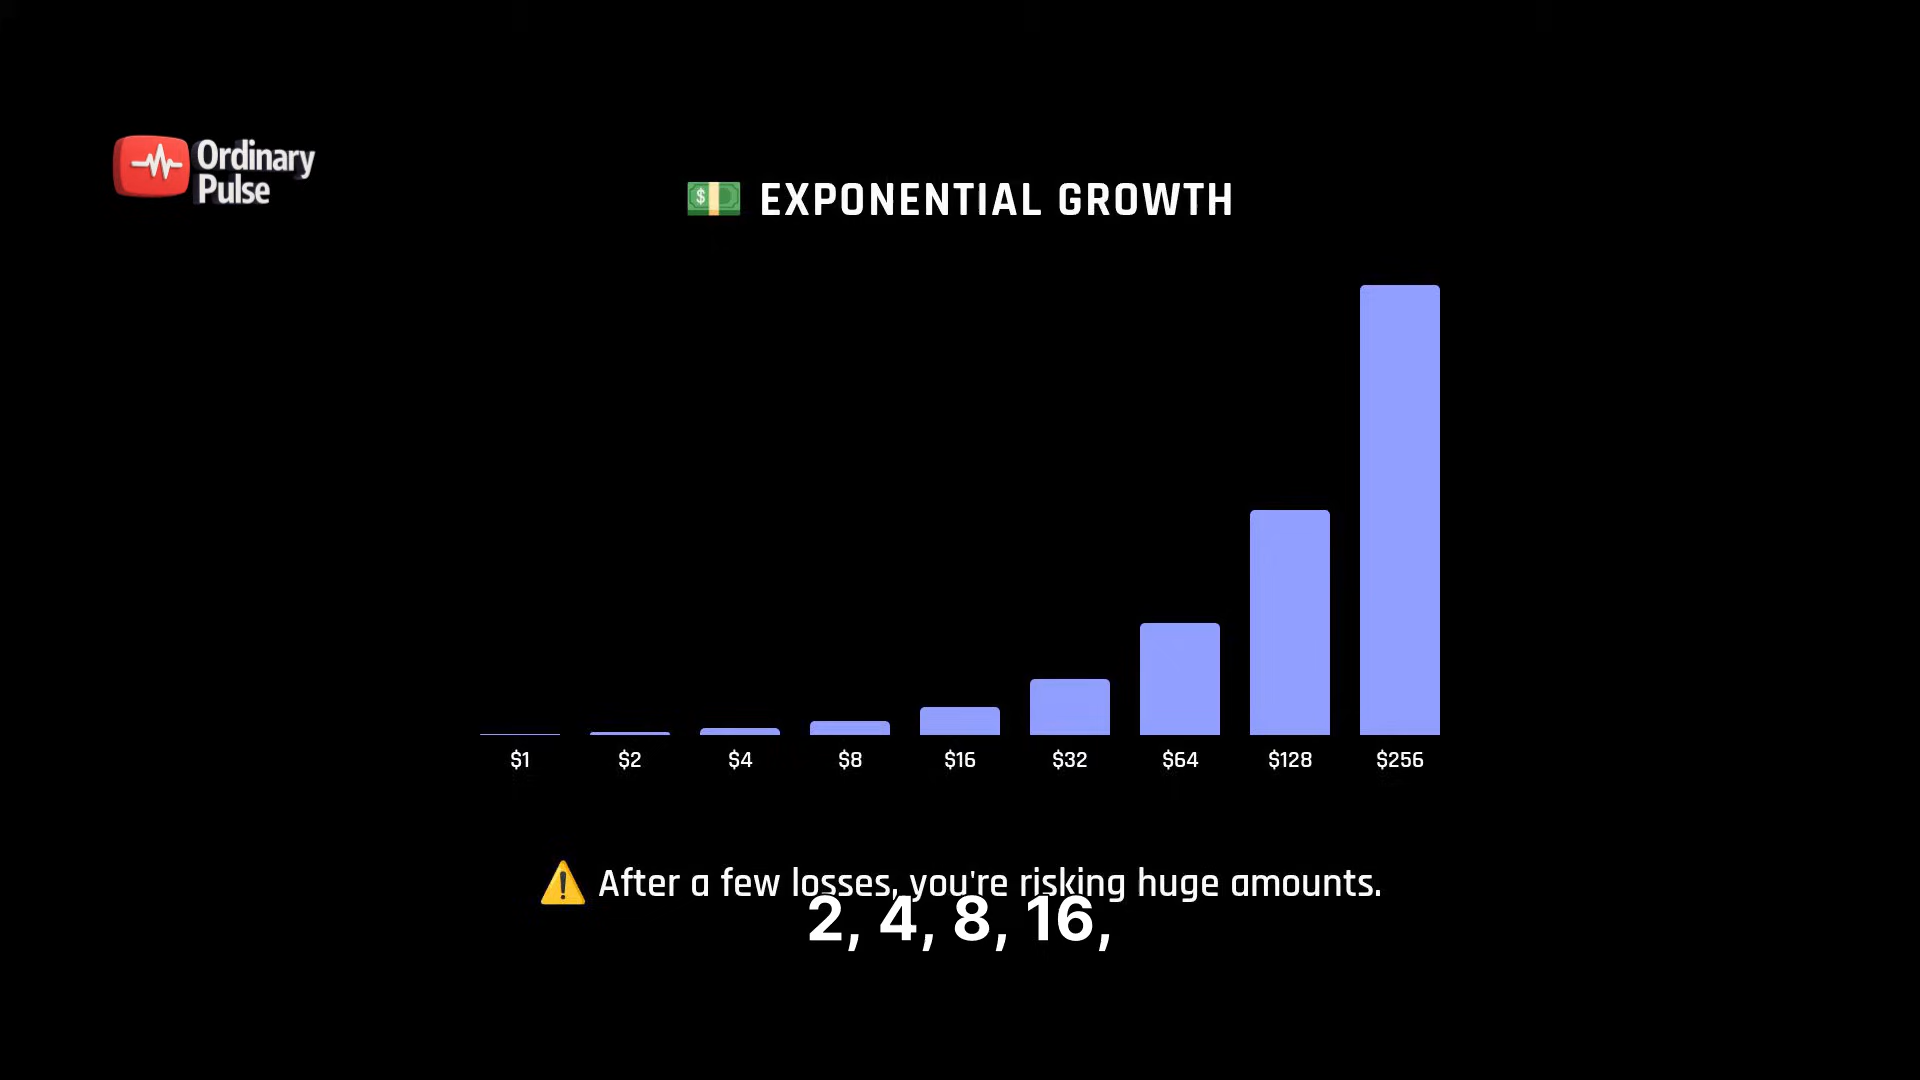 Ordinary
Pulse
💵 EXPONENTIAL GROWTH
$1 $2 $4 $8 $16 $32 $64 $128 $256
⚠️ After a few losses, you're risking huge amounts.
2, 4, 8, 16,